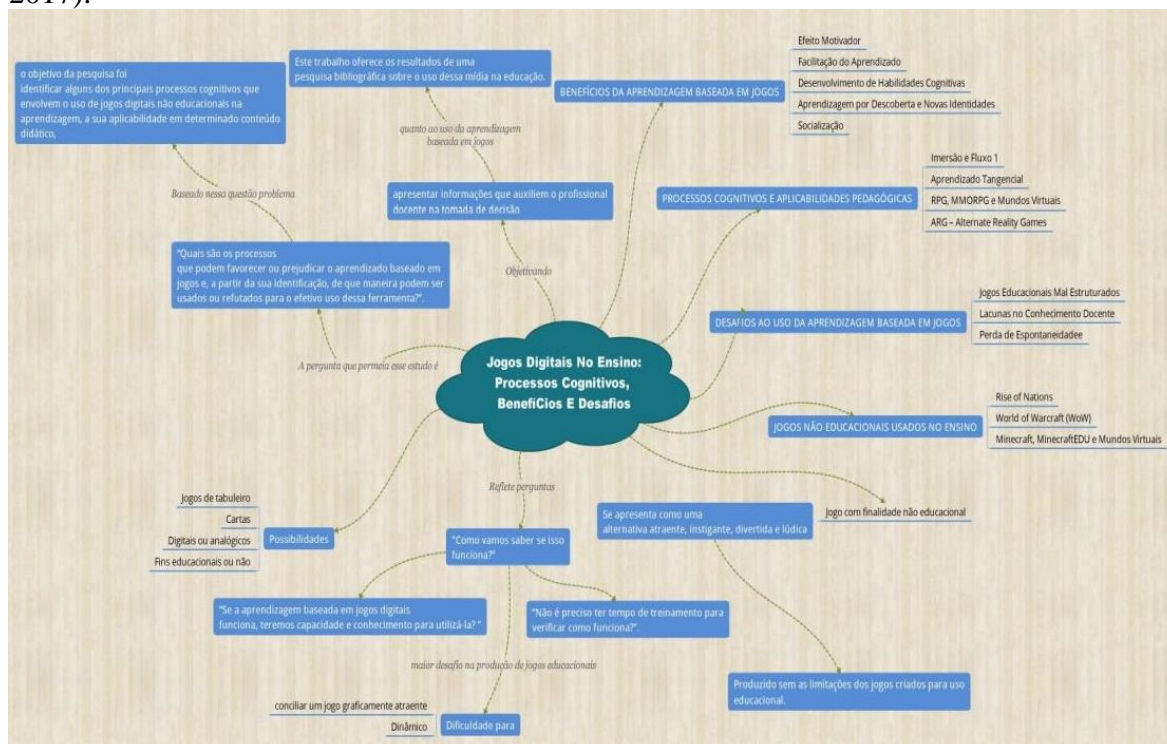 2017).
o objetivo da pesquisa foi
identificar alguns dos principais processos cognitivos que
envolvem o uso de jogos digitais não educacionais na
aprendizagem, a sua aplicabilidade em determinado conteúdo
didático,
Este trabalho oferece os resultados de uma
pesquisa bibliográfica sobre o uso dessa mídia na educação.
BENEFÍCIOS DA APRENDIZAGEM BASEADA EM JOGOS
Efeito Motivador
Facilitação do Aprendizado
Desenvolvimento de Habilidades Cognitivas
Aprendizagem por Descoberta e Novas Identidades
Socialização
quanto ao uso da aprendizagem
baseada em jogos
Baseado nessa questão problema
apresentar informações que auxiliem o profissional
docente na tomada de decisão
PROCESSOS COGNITIVOS E APLICABILIDADES PEDAGÓGICAS
Imersão e Fluxo 1
Aprendizado Tangencial
RPG, MMORPG e Mundos Virtuais
ARG – Alternate Reality Games
"Quais são os processos
que podem favorecer ou prejudicar o aprendizado baseado em
jogos e, a partir da sua identificação, de que maneira podem ser
usados ou refutados para o efetivo uso dessa ferramenta?".
Objetivando
DESAFIOS AO USO DA APRENDIZAGEM BASEADA EM JOGOS
Jogos Educacionais Mal Estruturados
Lacunas no Conhecimento Docente
Perda de Espontaneidadee
A pergunta que permeia esse estudo é
Jogos Digitais No Ensino:
Processos Cognitivos,
BenefíCios E Desafios
JOGOS NÃO EDUCACIONAIS USADOS NO ENSINO
Rise of Nations
World of Warcraft (WoW)
Minecraft, MinecraftEDU e Mundos Virtuais
Reflete perguntas
Jogos de tabuleiro
Cartas
Digitais ou analógicos
Fins educacionais ou não
Possibilidades
"Como vamos saber se isso
funciona?"
Se apresenta como uma
alternativa atraente, instigante, divertida e lúdica
Jogo com finalidade não educacional
"Se a aprendizagem baseada em jogos digitais
funciona, teremos capacidade e conhecimento para utilizá-la? "
"Não é preciso ter tempo de treinamento para
verificar como funciona?".
maior desafio na produção de jogos educacionais
conciliar um jogo graficamente atraente
Dinâmico
Dificuldade para
Produzido sem as limitações dos jogos criados para uso
educacional.